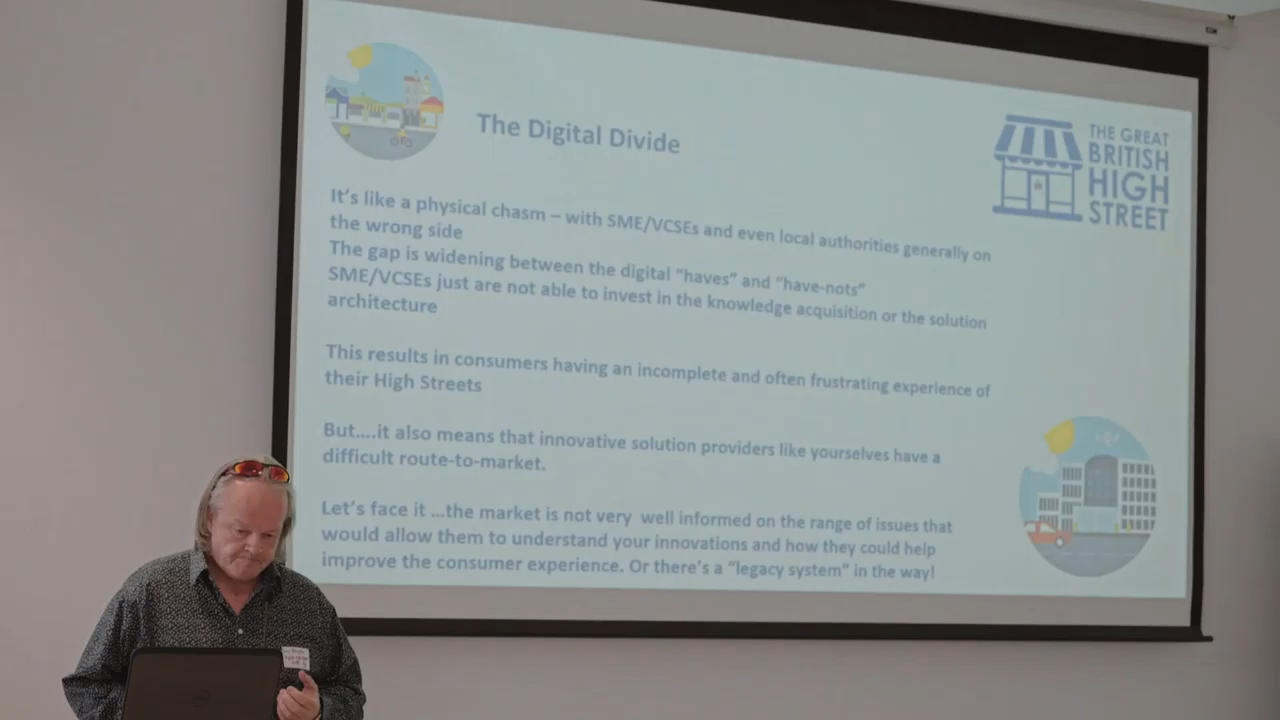 The Digital Divide
THE GREAT
BRITISH
HIGH
STREET
It's like a physical chasm – with SME/VCSEs and even local authorities generally on
the wrong side
The gap is widening between the digital "haves" and "have-nots"
SME/VCSEs just are not able to invest in the knowledge acquisition or the solution
architecture
This results in consumers having an incomplete and often frustrating experience of
their High Streets
But....it also means that innovative solution providers like yourselves have a
difficult route-to-market.
Let's face it ...the market is not very  well informed on the range of issues that
would allow them to understand your innovations and how they could help
improve the consumer experience. Or there's a "legacy system" in the way!